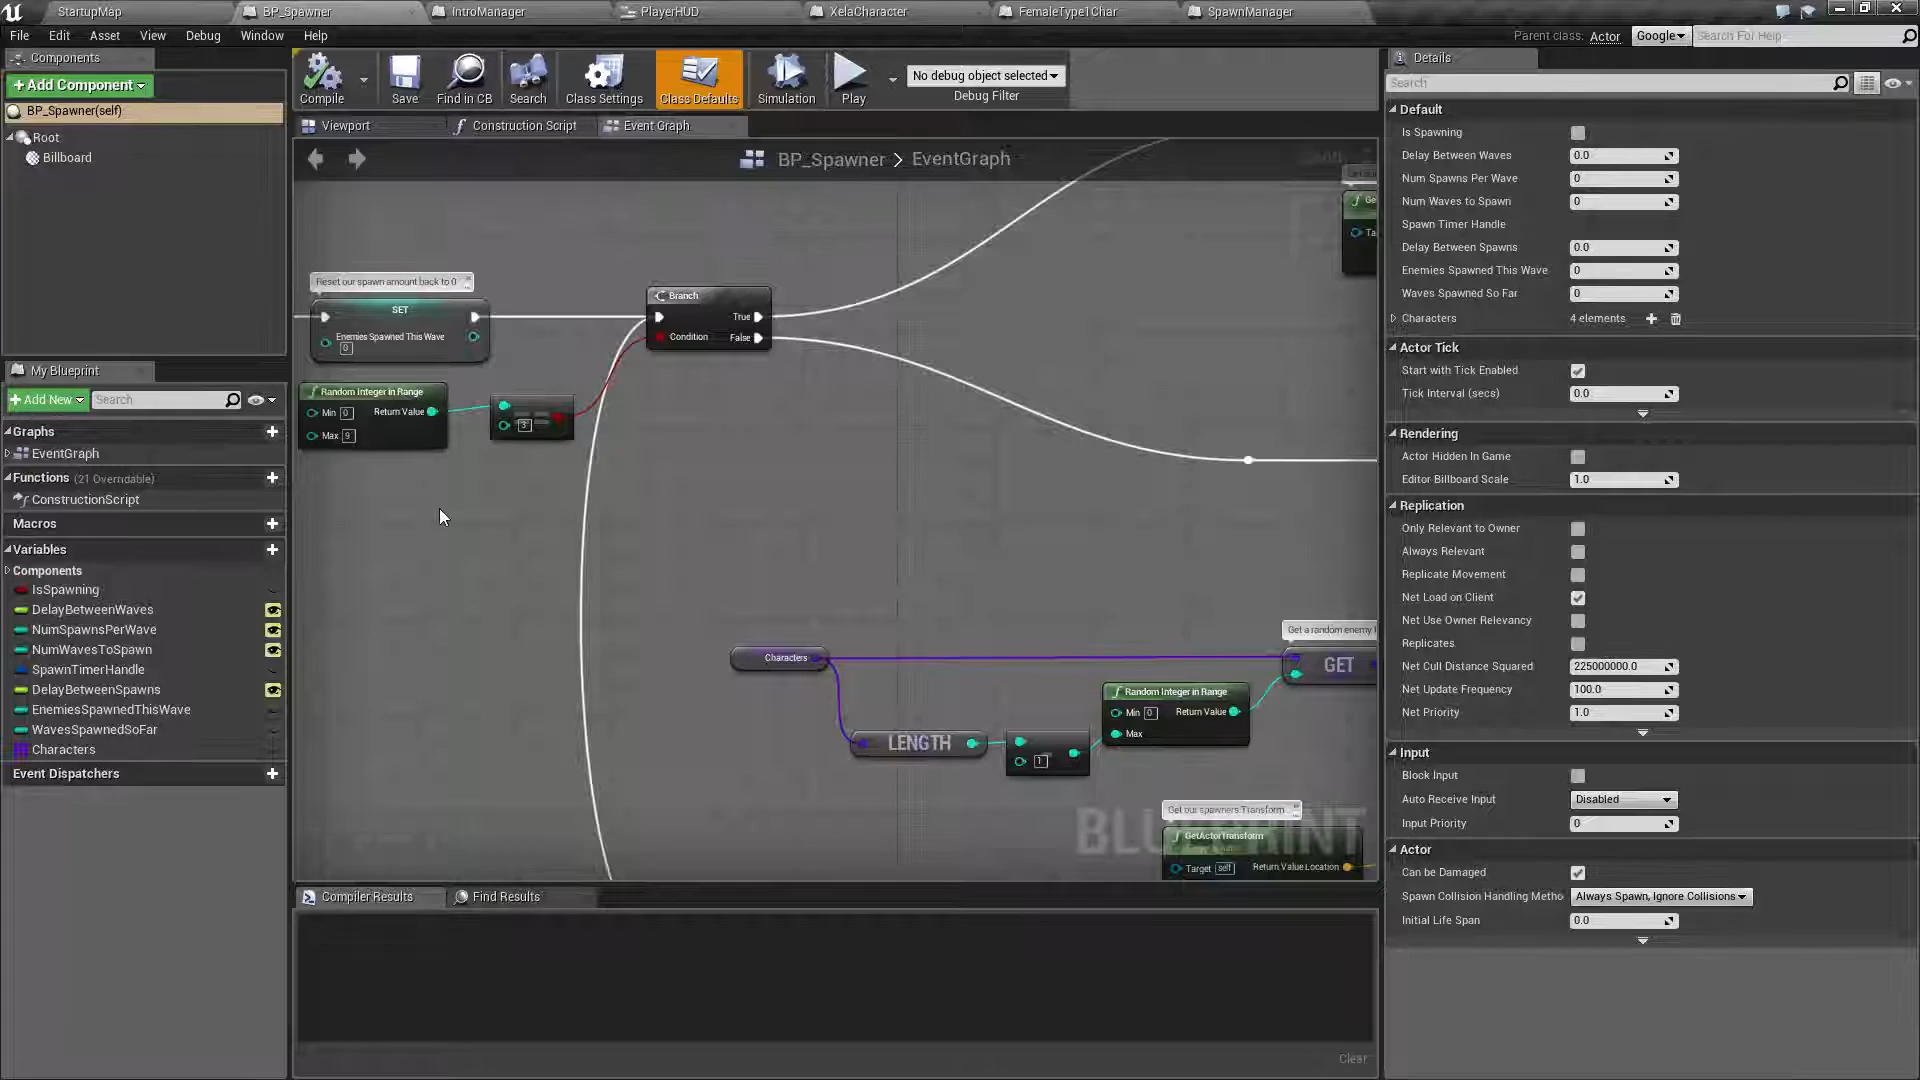 StartupMap
BP_Spawner
IntroManager
PlayerHUD
XelaCharacter
FemaleType1Char
SpawnManager
File Edit Asset View Debug Window Help
Parent class: Actor
Google
Search For Help
Components
+Add Component
BP_Spawner(self)
Root
Billboard
Compile
Save
Find in CB
Search
Class Settings
Class Defaults
Simulation
Play
No debug object selected
Debug Filter
Viewport
Construction Script
Event Graph
BP_Spawner > EventGraph
Reset our spawn amount back to 0
SET
Enemies Spawned This Wave
0
Branch
True
Condition
False
Random Integer in Range
Min 0
Return Value
Max 9
3
Ge
Ta
Characters
Get a random enemy
GET
Random Integer in Range
Min 0
Return Value
Max
LENGTH
1
Get our spawners Transform
GetActorTransform
Target self
Return Value Location
BLUEPRINT
My Blueprint
+Add New
Search
Graphs
EventGraph
Functions (21 Overridable)
ConstructionScript
Macros
Variables
Components
IsSpawning
DelayBetweenWaves
NumSpawnsPerWave
NumWavesToSpawn
SpawnTimerHandle
DelayBetweenSpawns
EnemiesSpawnedThisWave
WavesSpawnedSoFar
Characters
Event Dispatchers
Compiler Results
Find Results
Clear
Details
Search
Default
Is Spawning
Delay Between Waves 0.0
Num Spawns Per Wave 0
Num Waves to Spawn 0
Spawn Timer Handle
Delay Between Spawns 0.0
Enemies Spawned This Wave 0
Waves Spawned So Far 0
Characters 4 elements
Actor Tick
Start with Tick Enabled
Tick Interval (secs) 0.0
Rendering
Actor Hidden In Game
Editor Billboard Scale 1.0
Replication
Only Relevant to Owner
Always Relevant
Replicate Movement
Net Load on Client
Net Use Owner Relevancy
Replicates
Net Cull Distance Squared 225000000.0
Net Update Frequency 100.0
Net Priority 1.0
Input
Block Input
Auto Receive Input Disabled
Input Priority 0
Actor
Can be Damaged
Spawn Collision Handling Metho Always Spawn, Ignore Collisions
Initial Life Span 0.0